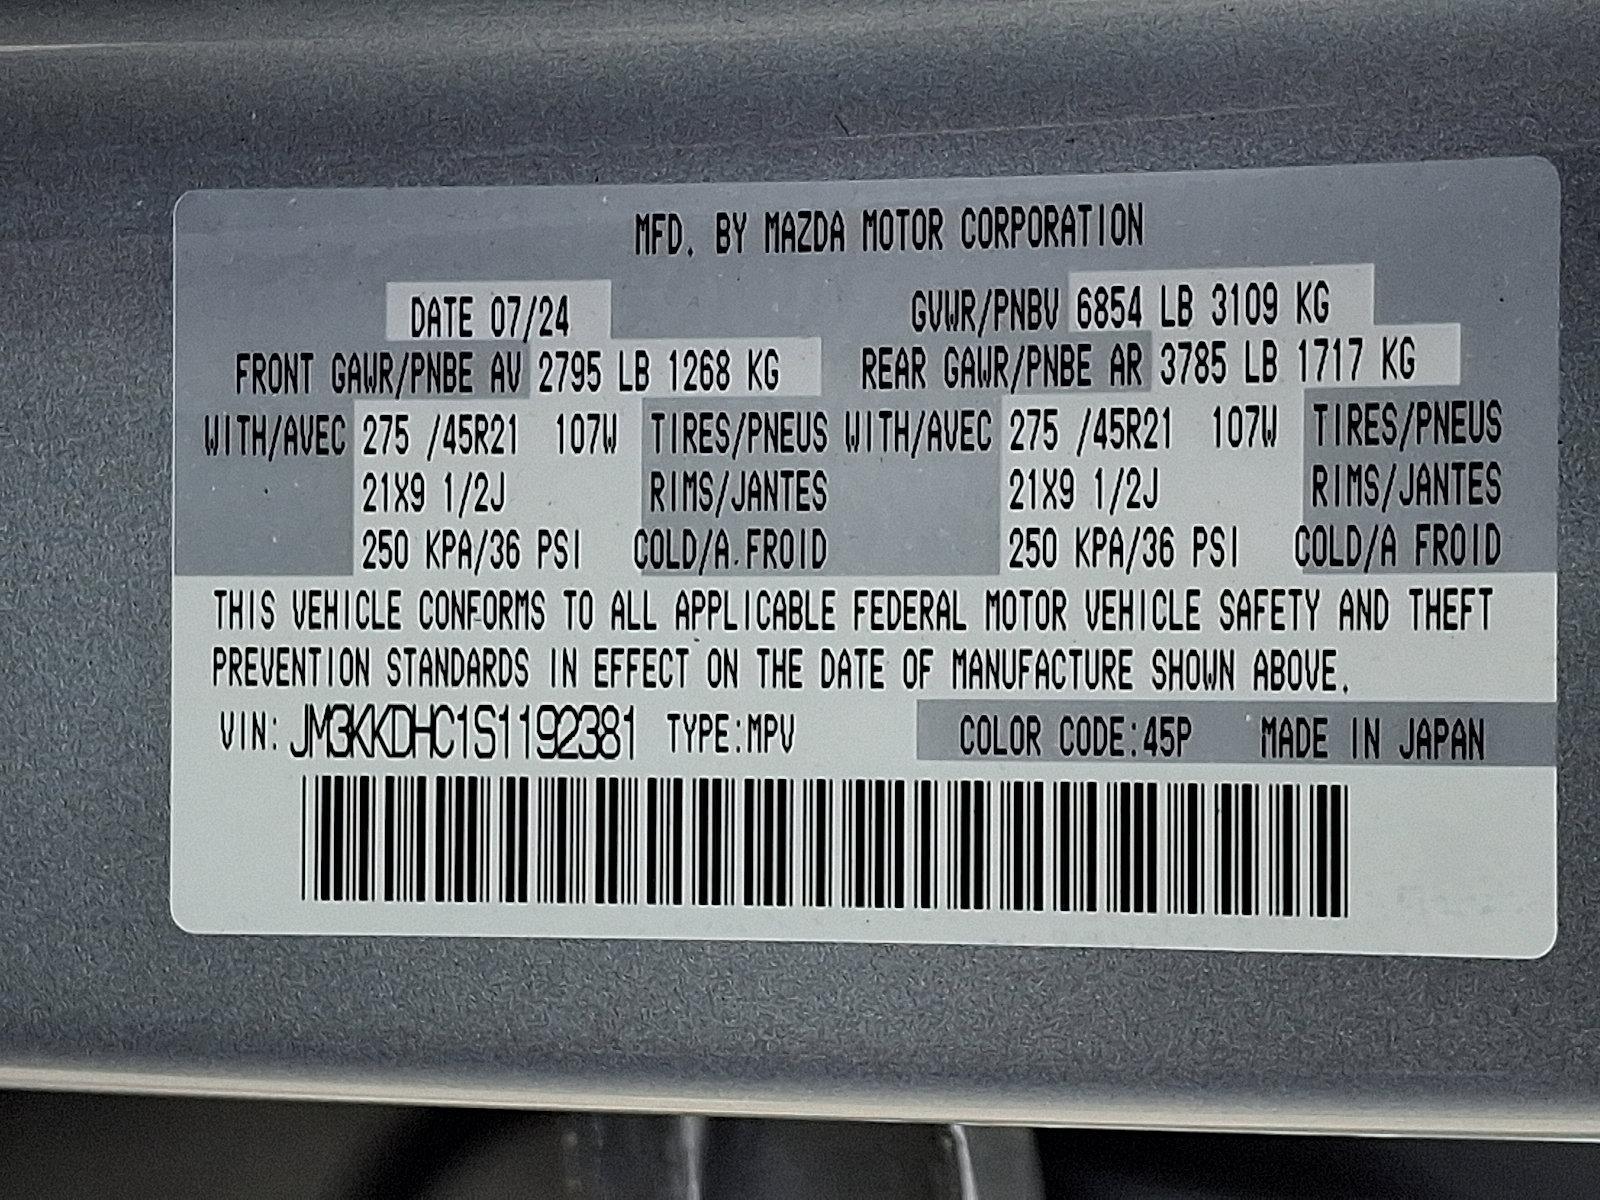 MFD. BY MAZDA MOTOR CORPORATION
DATE 07/24 GVWR/PNBV 6854 LB 3109 KG
FRONT GAWR/PNBE AV 2795 LB 1268 KG REAR GAWR/PNBE AR 3785 LB 1717 KG
WITH/AVEC 275 /45R21 107W TIRES/PNEUS WITH/AVEC 275 /45R21 107W TIRES/PNEUS
21X9 1/2J RIMS/JANTES 21X9 1/2J RIMS/JANTES
250 KPA/36 PSI COLD/A FROID 250 KPA/36 PSI COLD/A FROID
THIS VEHICLE CONFORMS TO ALL APPLICABLE FEDERAL MOTOR VEHICLE SAFETY AND THEFT
PREVENTION STANDARDS IN EFFECT ON THE DATE OF MANUFACTURE SHOWN ABOVE.
VIN: JM3KKDHC1S1192381 TYPE:MPV COLOR CODE:45P MADE IN JAPAN